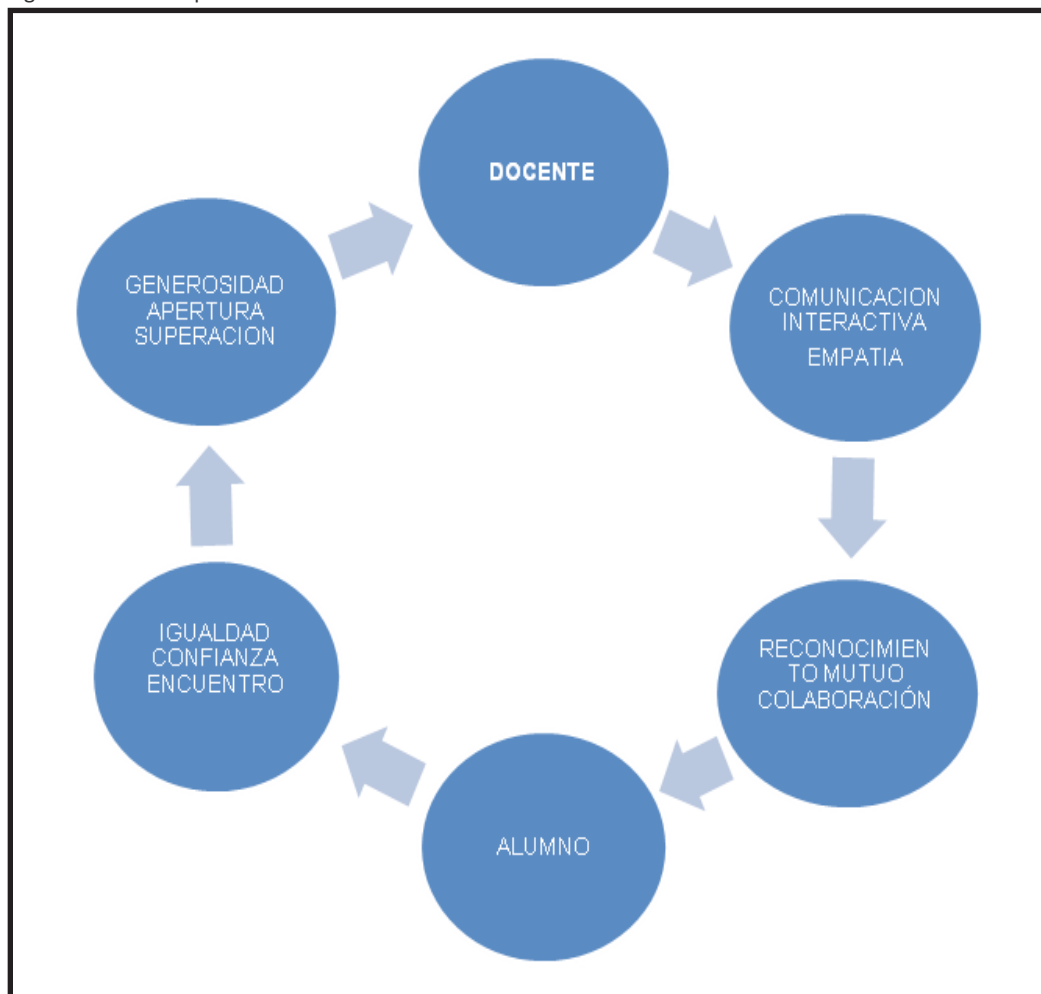 DOCENTE
COMUNICACION
INTERACTIVA
EMPATIA
RECONOCIMIEN
TO MUTUO
COLABORACIÓN
ALUMNO
IGUALDAD
CONFIANZA
ENCUENTRO
GENEROSIDAD
APERTURA
SUPERACION